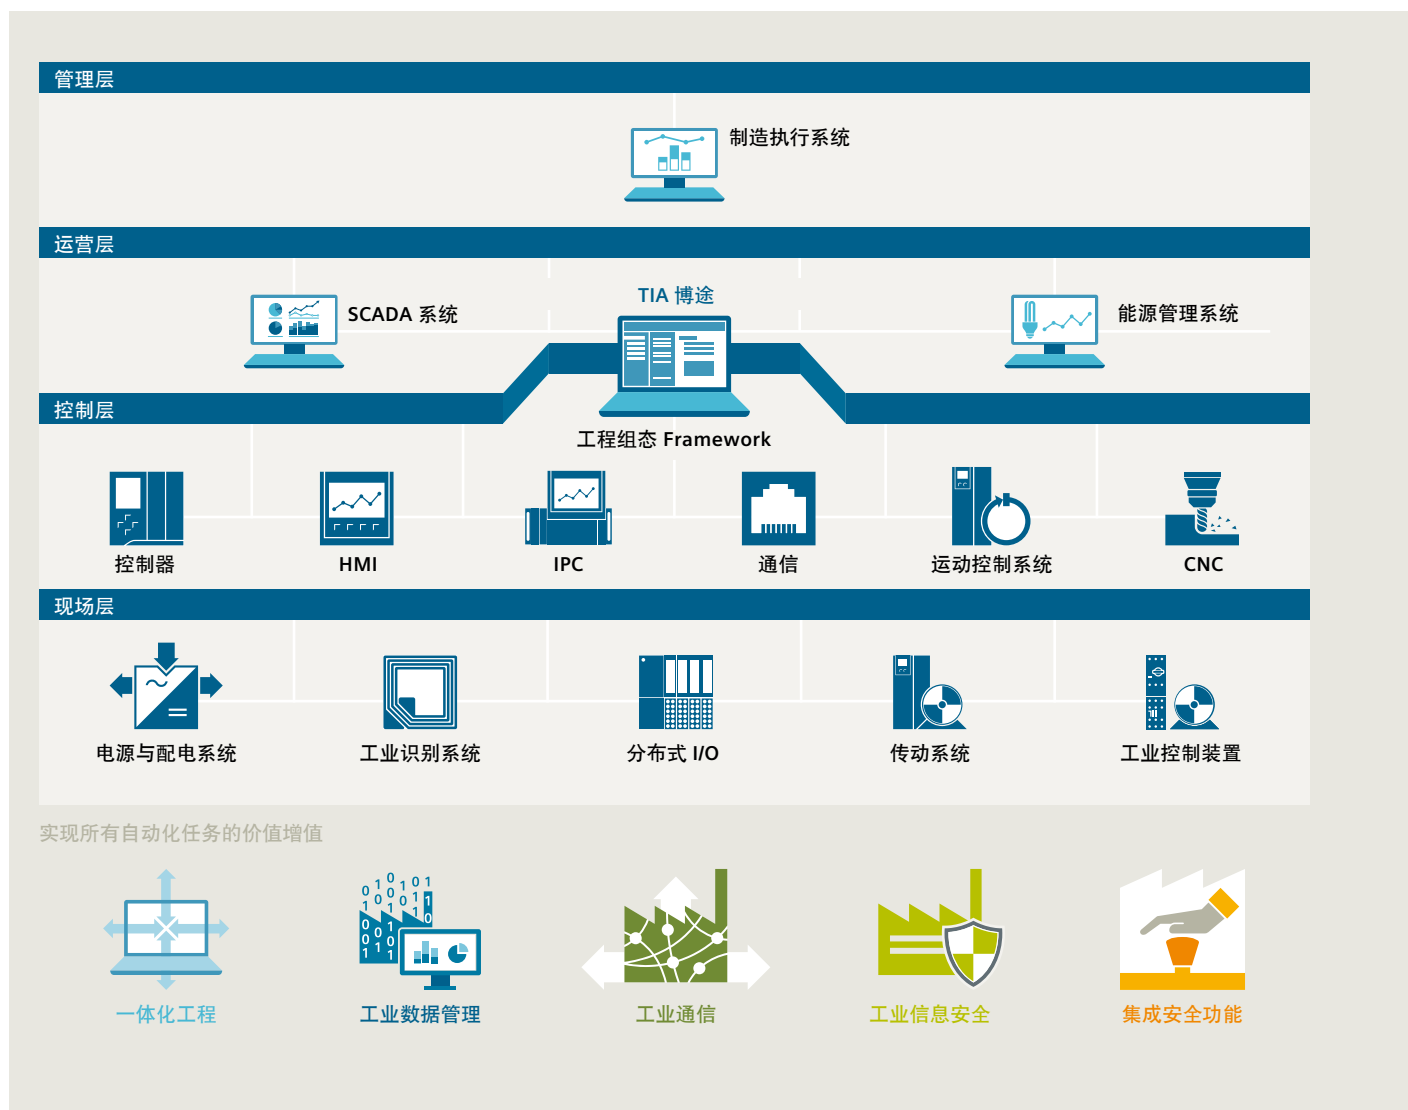 管理层
制造执行系统
运营层
TIA 博途
SCADA 系统
能源管理系统
控制层
工程组态 Framework
控制器
HMI
IPC
通信
运动控制系统
CNC
现场层
电源与配电系统
工业识别系统
分布式 I/O
传动系统
工业控制装置
实现所有自动化任务的价值增值
一体化工程
工业数据管理
工业通信
工业信息安全
集成安全功能